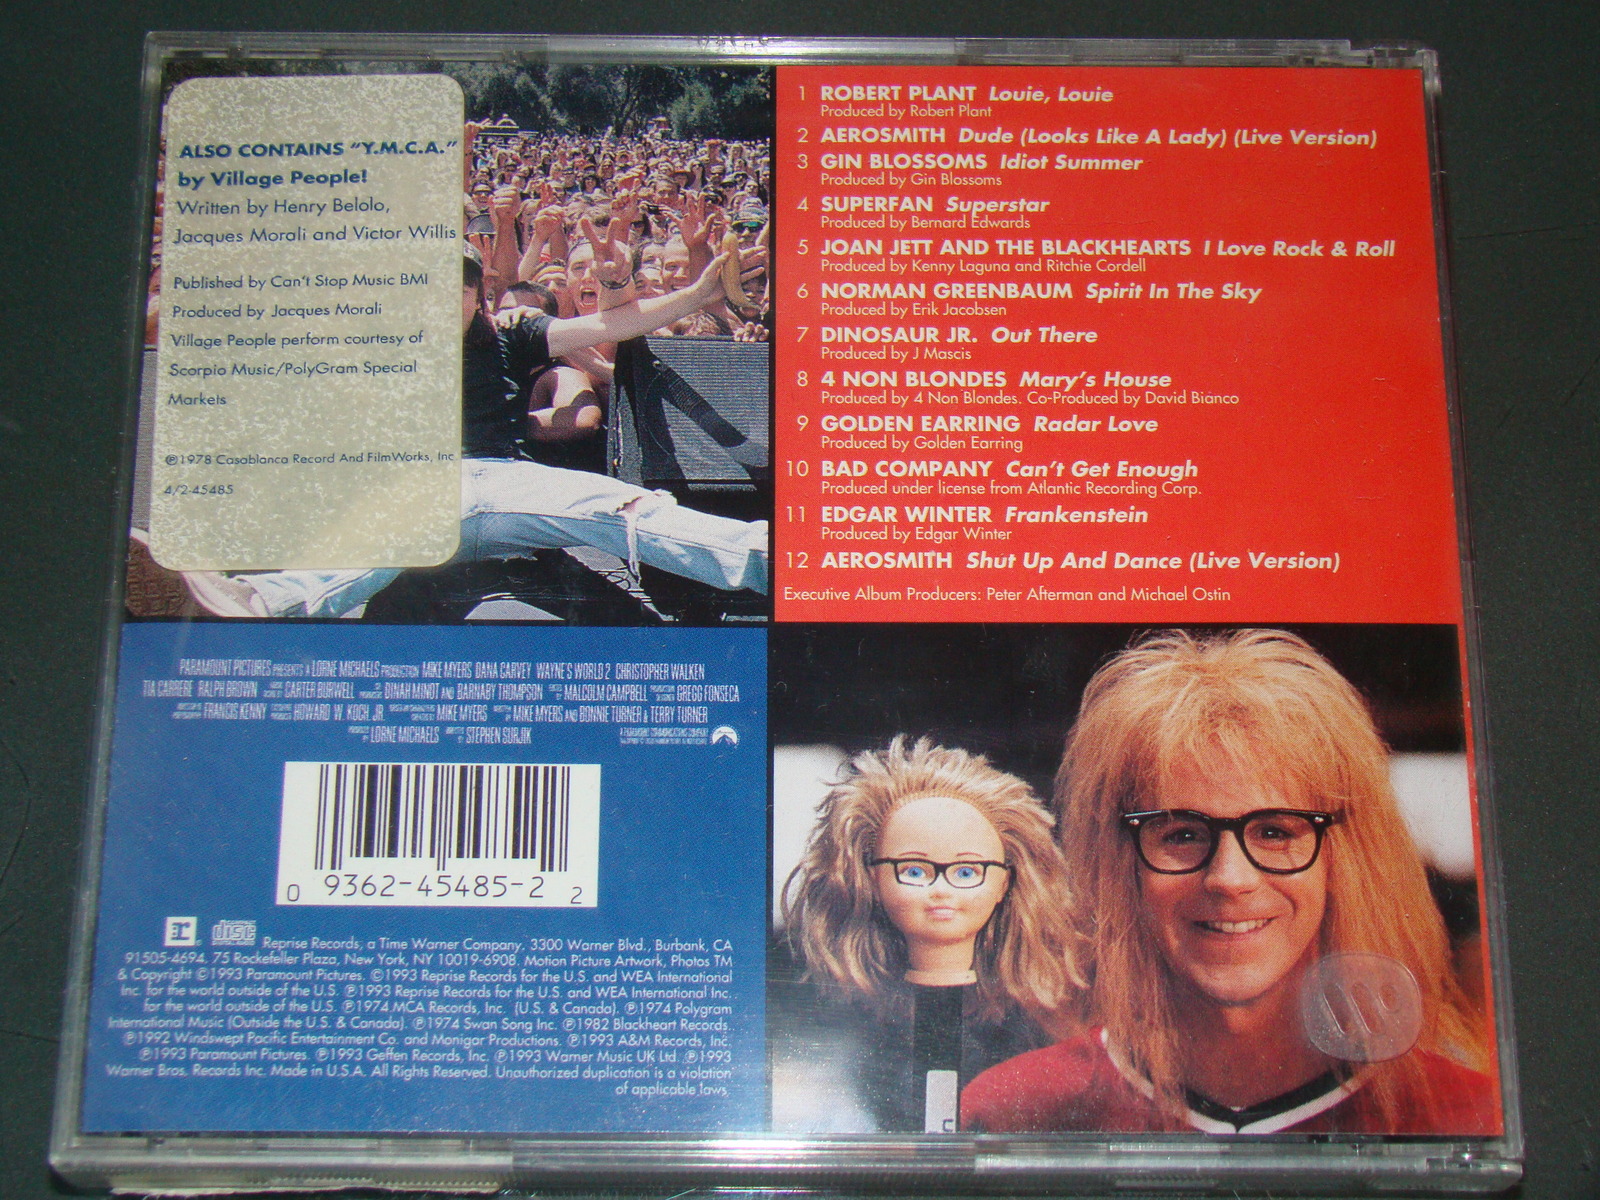 ALSO CONTAINS "Y.M.C.A."
by Village People!
Written by Henry Belolo,
Jacques Morali and Victor Willis
Published by Can't Stop Music BMI
Produced by Jacques Morali
Village People perform courtesy of
Scorpio Music/PolyGram Special
Markets
℗1978 Casablanca Record And FilmWorks, Inc
4/2-45485
1 ROBERT PLANT Louie, Louie
Produced by Robert Plant
2 AEROSMITH Dude (Looks Like A Lady) (Live Version)
3 GIN BLOSSOMS Idiot Summer
Produced by Gin Blossoms
4 SUPERFAN Superstar
Produced by Bernard Edwards
5 JOAN JETT AND THE BLACKHEARTS I Love Rock & Roll
Produced by Kenny Laguna and Ritchie Cordell
6 NORMAN GREENBAUM Spirit In The Sky
Produced by Erik Jacobsen
7 DINOSAUR JR. Out There
Produced by J Mascis
8 4 NON BLONDES Mary's House
Produced by 4 Non Blondes. Co-Produced by David Bianco
9 GOLDEN EARRING Radar Love
Produced by Golden Earring
10 BAD COMPANY Can't Get Enough
Produced under license from Atlantic Recording Corp.
11 EDGAR WINTER Frankenstein
Produced by Edgar Winter
12 AEROSMITH Shut Up And Dance (Live Version)
Executive Album Producers: Peter Afterman and Michael Ostin
PARAMOUNT PICTURES PRESENTS A LORNE MICHAELS PRODUCTION MIKE MYERS DANA CARVEY WAYNE'S WORLD 2 CHRISTOPHER WALKEN
TIA CARRERE RALPH BROWN CARTER BURWELL DINAH MINOT AND BARNABY THOMPSON MALCOLM CAMPBELL GREGG FONSECA
FRANCIS KENNY HOWARD W. KOCH, JR. MIKE MYERS MIKE MYERS AND BONNIE TURNER & TERRY TURNER
LORNE MICHAELS STEPHEN SURJIK
0 9362-45485-2 2
r disc Reprise Records, a Time Warner Company. 3300 Warner Blvd., Burbank, CA
91505-4694. 75 Rockefeller Plaza, New York, NY 10019-6908. Motion Picture Artwork, Photos TM
& Copyright ©1993 Paramount Pictures. ©1993 Reprise Records for the U.S. and WEA International
Inc. for the world outside of the U.S. ℗1993 Reprise Records for the U.S. and WEA International Inc.
for the world outside of the U.S. ℗1974 MCA Records, Inc. (U.S. & Canada). ℗1974 Polygram
International Music (Outside the U.S. & Canada). ℗1974 Swan Song Inc. ℗1982 Blackheart Records.
℗1992 Windswept Pacific Entertainment Co. and Monigar Productions. ℗1993 A&M Records, Inc.
℗1993 Paramount Pictures. ℗1993 Geffen Records, Inc. ℗1993 Warner Music UK Ltd. ℗1993
Warner Bros. Records Inc. Made in U.S.A. All Rights Reserved. Unauthorized duplication is a violation
of applicable laws.